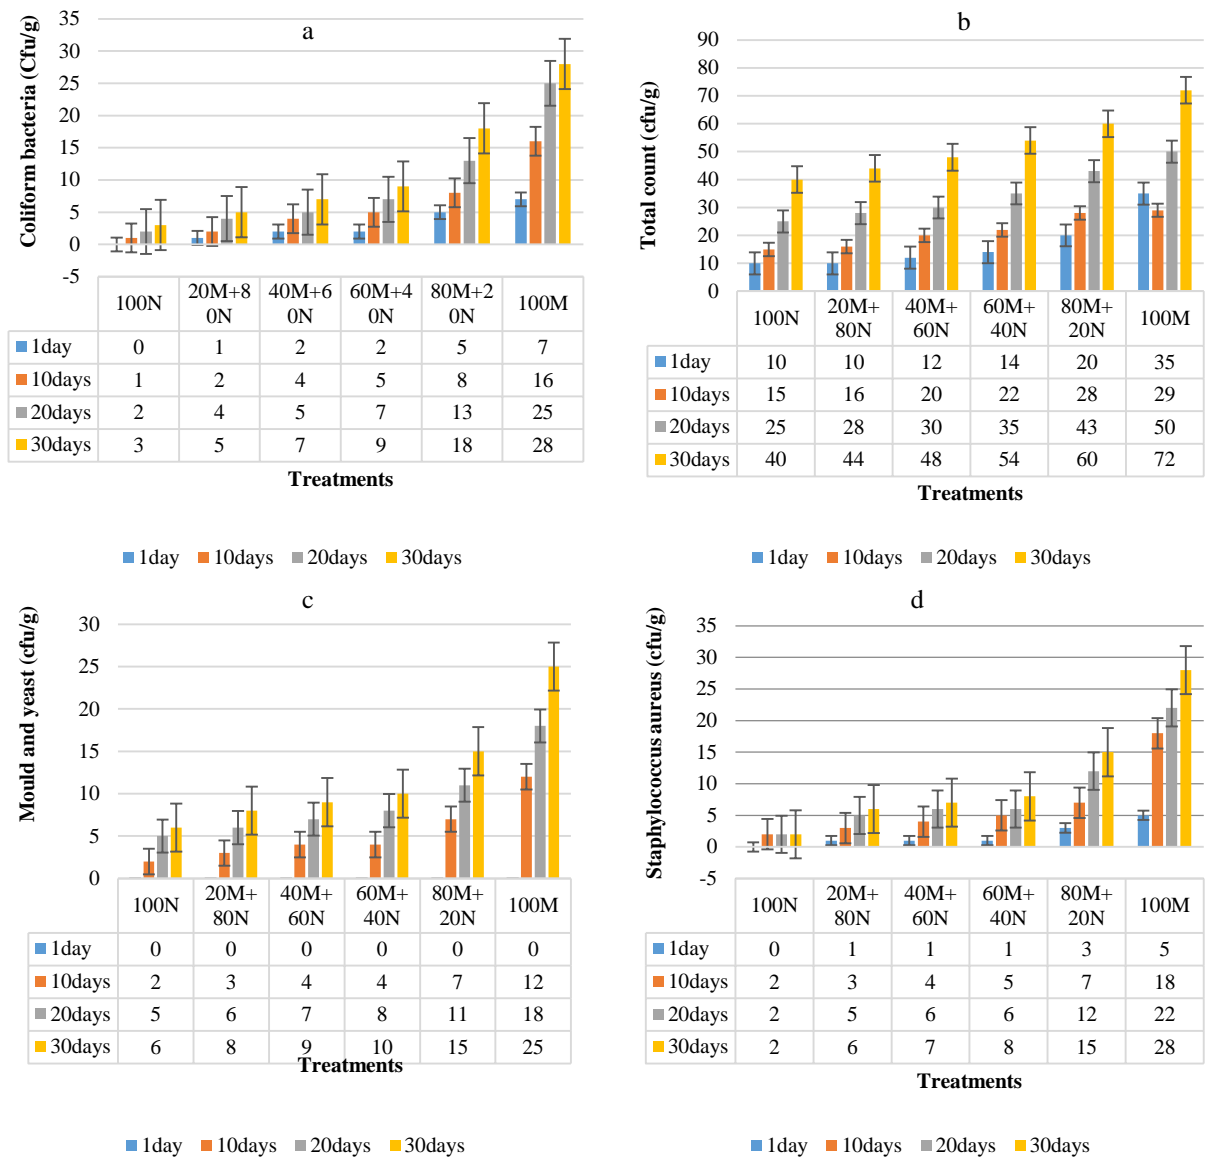 a
Coliform bacteria (Cfu/g)
35
30
25
20
15
10
5
0
-5
100N 20M+8 40M+6 60M+4 80M+2 100M
0N 0N 0N 0N
1day 0 1 2 2 5 7
10days 1 2 4 5 8 16
20days 2 4 5 7 13 25
30days 3 5 7 9 18 28
Treatments
1day 10days 20days 30days
b
Total count (cfu/g)
90
80
70
60
50
40
30
20
10
0
100N 20M+ 40M+ 60M+ 80M+ 100M
80N 60N 40N 20N
1day 10 10 12 14 20 35
10days 15 16 20 22 28 29
20days 25 28 30 35 43 50
30days 40 44 48 54 60 72
Treatments
1day 10days 20days 30days
c
Mould and yeast (cfu/g)
30
25
20
15
10
5
0
100N 20M+ 40M+ 60M+ 80M+ 100M
80N 60N 40N 20N
1day 0 0 0 0 0 0
10days 2 3 4 4 7 12
20days 5 6 7 8 11 18
30days 6 8 9 10 15 25
Treatments
1day 10days 20days 30days
d
Staphylococcus aureus (cfu/g)
35
30
25
20
15
10
5
0
-5
100N 20M+ 40M+ 60M+ 80M+ 100M
80N 60N 40N 20N
1day 0 1 1 1 3 5
10days 2 3 4 5 7 18
20days 2 5 6 6 12 22
30days 2 6 7 8 15 28
Treatments
1day 10days 20days 30days